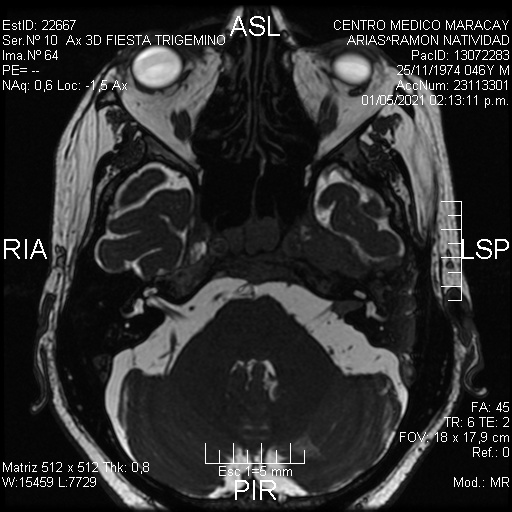 EstID: 22667
Ser.Nº 10 Ax 3D FIESTA TRIGEMINO
Ima.Nº 64
PE= --
NAq: 0,6 Loc: -1,5 Ax
ASL
CENTRO MEDICO MARACAY
ARIAS^RAMON NATIVIDAD
PacID: 13072283
25/11/1974 046Y M
AccNum: 23113301
01/05/2021 02:13:11 p.m.
RIA
LSP
FA: 45
TR: 6 TE: 2
FOV: 18 x 17,9 cm
Ref.: 0
Mod.: MR
Esc 1=5 mm
PIR
Matriz 512 x 512 Thk: 0,8
W:15459 L:7729